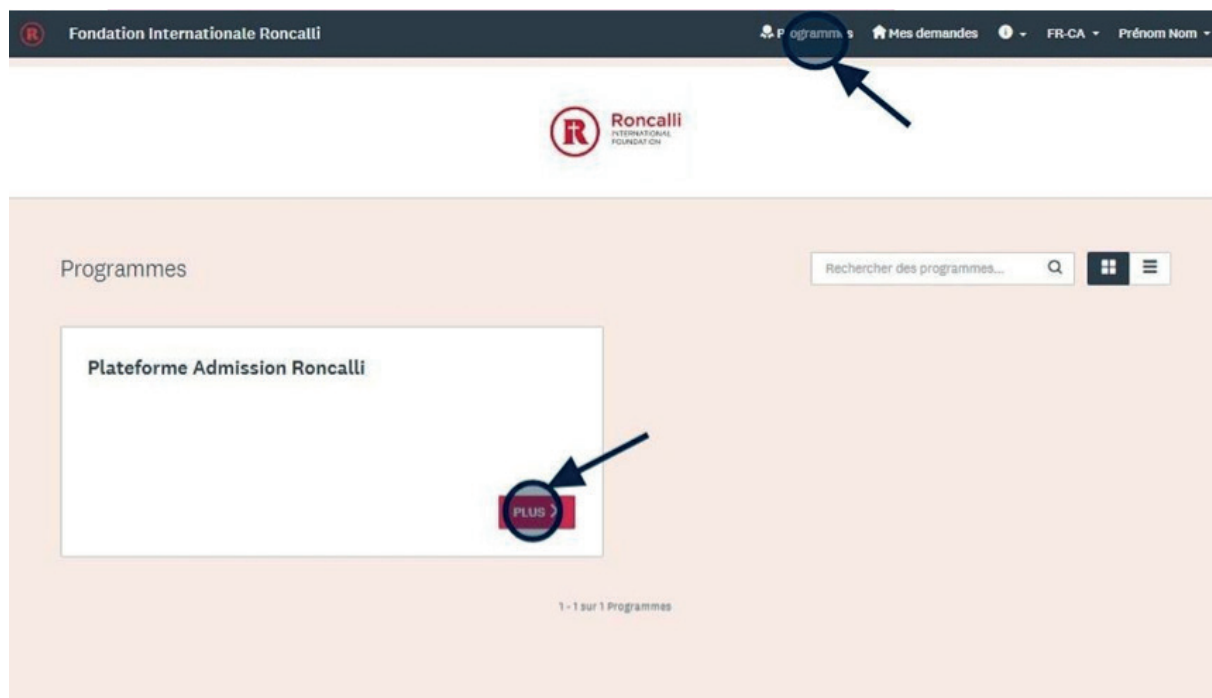 Fondation Internationale Roncalli
Programmes Mes demandes FR-CA Prénom Nom
R
Roncalli
INTERNATIONAL
FOUNDATION
Programmes
Rechercher des programmes...
Plateforme Admission Roncalli
PLUS
1 - 1 sur 1 Programmes